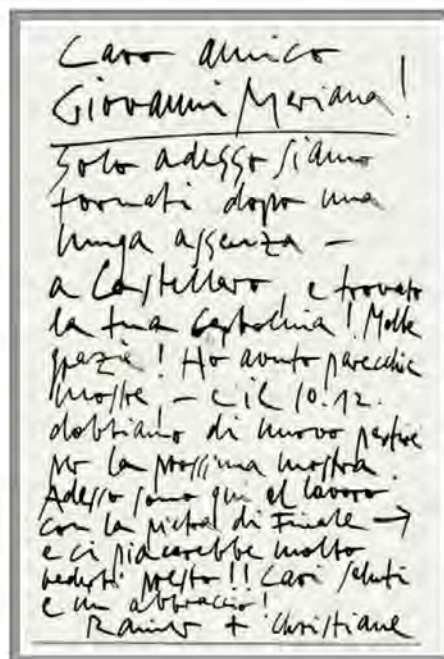 Caro amico
Giovanni Meriana!
Solo adesso siamo
tornati dopo una
lunga assenza –
a Castellaro, e trovato
la tua cartolina! Molte
grazie! Ho avuto parecchie
mostre, – e il 10.12.
dobbiamo di nuovo partire
per la prossima mostra.
Adesso sono qui al lavoro
con la pietra di Finale →
e ci piacerebbe molto
vederti presto!! Cari saluti
e un abbraccio!
Rainer + Christiane